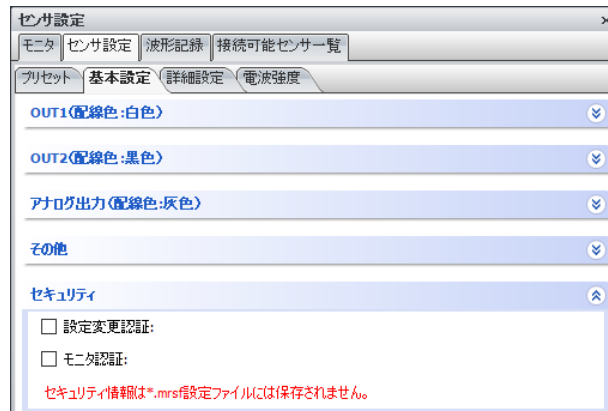 センサ設定
モニタ センサ設定 波形記録 接続可能センサ一覧
プリセット 基本設定 詳細設定 電波強度
OUT1(配線色:白色)
OUT2(配線色:黒色)
アナログ出力(配線色:灰色)
その他
セキュリティ
設定変更認証:
モニタ認証:
セキュリティ情報は*.mrsf設定ファイルには保存されません。